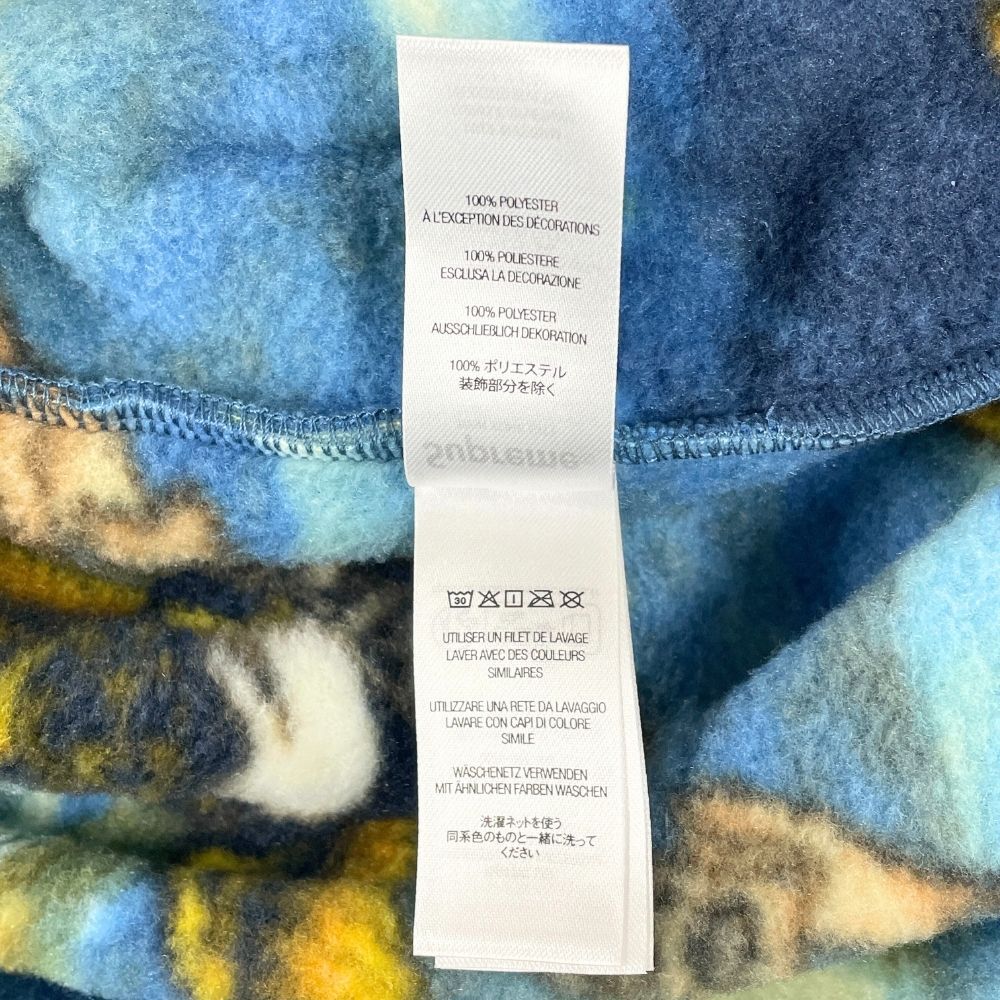 100% POLYESTER
À L'EXCEPTION DES DÉCORATIONS
100% POLIESTERE
ESCLUSA LA DECORAZIONE
100% POLYESTER
AUSSCHLIEBLICH DEKORATION
100% ポリエステル
装飾部分を除く
Supreme
30
UTILISER UN FILET DE LAVAGE
LAVER AVEC DES COULEURS
SIMILAIRES
UTILIZZARE UNA RETE DA LAVAGGIO
LAVARE CON CAPI DI COLORE
SIMILE
WÄSCHENETZ VERWENDEN
MIT ÄHNLICHEN FARBEN WASCHEN
洗濯ネットを使う
同系色のものと一緒に洗って
ください